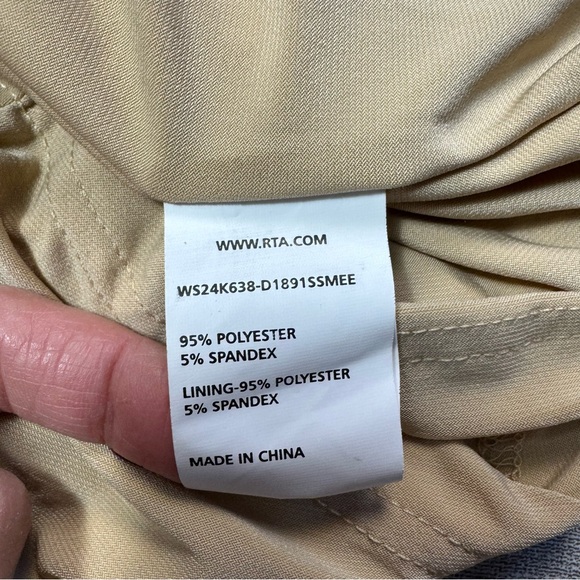 WWW.RTA.COM
WS24K638-D1891SSMEE
95% POLYESTER
5% SPANDEX
LINING-95% POLYESTER
5% SPANDEX
MADE IN CHINA